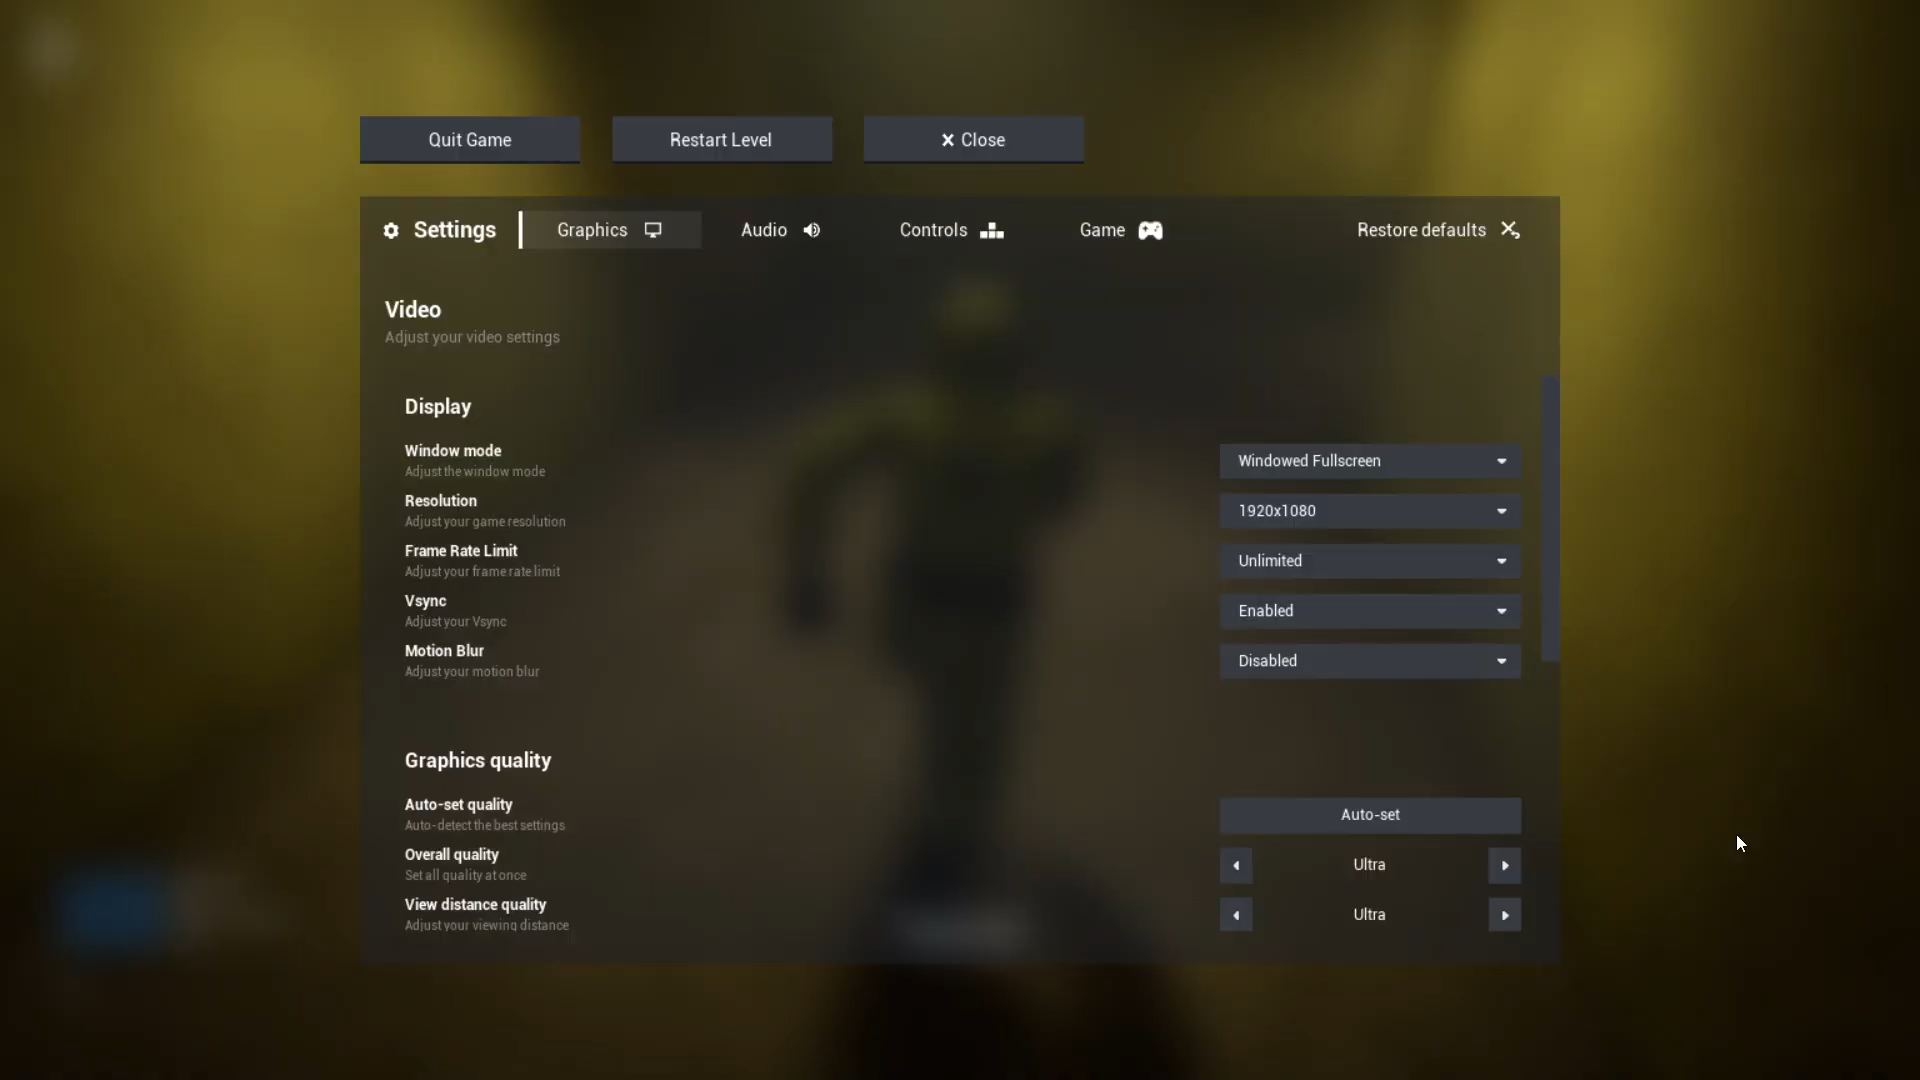 Quit Game
Restart Level
Close
Settings
Graphics
Audio
Controls
Game
Restore defaults
Video
Adjust your video settings
Display
Window mode
Adjust the window mode
Windowed Fullscreen
Resolution
Adjust your game resolution
1920x1080
Frame Rate Limit
Adjust your frame rate limit
Unlimited
Vsync
Adjust your Vsync
Enabled
Motion Blur
Adjust your motion blur
Disabled
Graphics quality
Auto-set quality
Auto-detect the best settings
Auto-set
Overall quality
Set all quality at once
Ultra
View distance quality
Adjust your viewing distance
Ultra